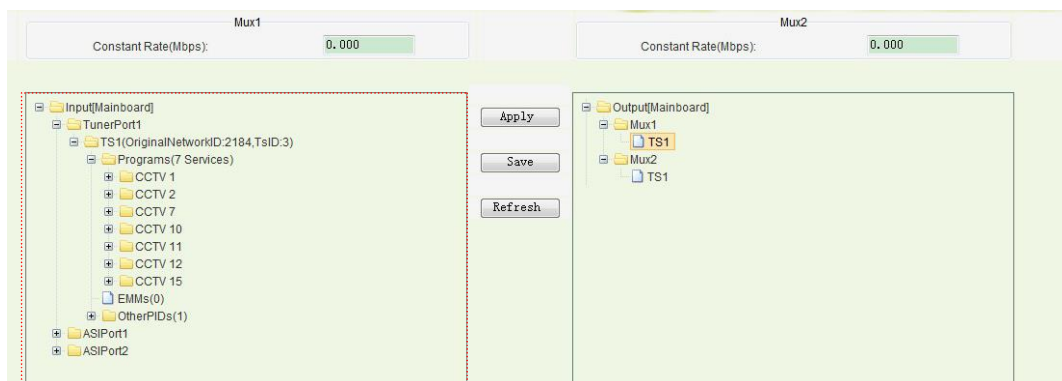 Mux1
Constant Rate(Mbps):
0.000
Mux2
Constant Rate(Mbps):
0.000
Input[Mainboard]
TunerPort1
TS1(OriginalNetworkID:2184,TsID:3)
Programs(7 Services)
CCTV 1
CCTV 2
CCTV 7
CCTV 10
CCTV 11
CCTV 12
CCTV 15
EMMs(0)
OtherPIDs(1)
ASIPort1
ASIPort2
Apply
Save
Refresh
Output[Mainboard]
Mux1
TS1
Mux2
TS1